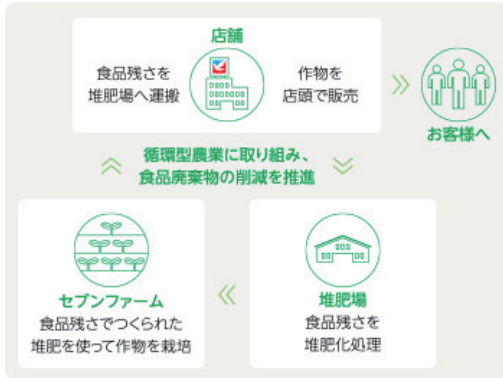 店舗
食品残さを
堆肥場へ運搬
作物を
店頭で販売
お客様へ
循環型農業に取り組み、
食品廃棄物の削減を推進
セブンファーム
食品残さでつくられた
堆肥を使って作物を栽培
堆肥場
食品残さを
堆肥化処理